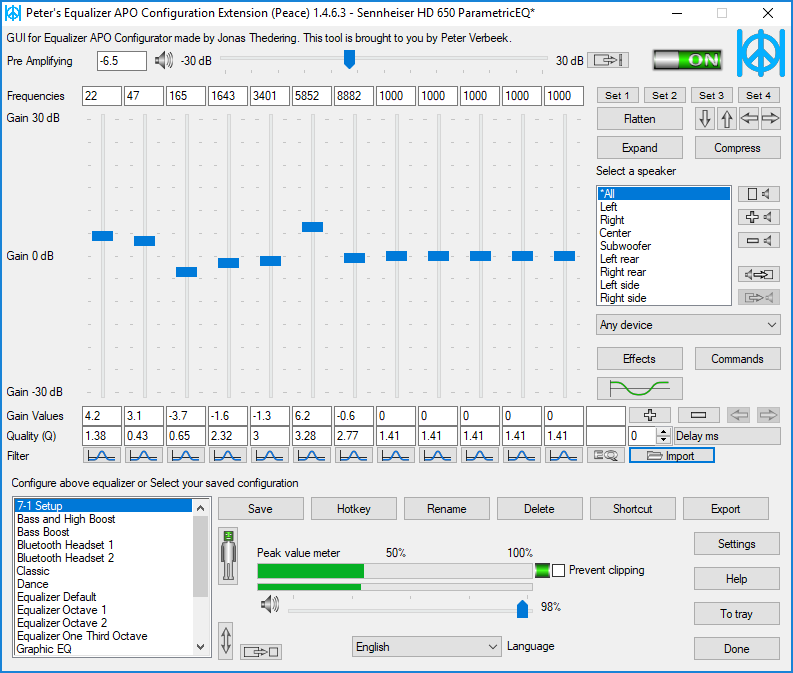 Peter's Equalizer APO Configuration Extension (Peace) 1.4.6.3 - Sennheiser HD 650 ParametricEQ*
GUI for Equalizer APO Configurator made by Jonas Thedering. This tool is brought to you by Peter Verbeek.
Pre Amplifying -6.5 -30 dB 30 dB ON
Frequencies 22 47 165 1643 3401 5852 8882 1000 1000 1000 1000 1000 Set 1 Set 2 Set 3 Set 4
Gain 30 dB Flatten
Expand Compress
Select a speaker
*All
Left
Right
Center
Subwoofer
Left rear
Right rear
Left side
Right side
Gain 0 dB
Any device
Effects Commands
Gain -30 dB
Gain Values 4.2 3.1 -3.7 -1.6 -1.3 6.2 -0.6 0 0 0 0 0
Quality (Q) 1.38 0.43 0.65 2.32 3 3.28 2.77 1.41 1.41 1.41 1.41 1.41 0 Delay ms
Filter EQ Import
Configure above equalizer or Select your saved configuration
7-1 Setup
Bass and High Boost
Bass Boost
Bluetooth Headset 1
Bluetooth Headset 2
Classic
Dance
Equalizer Default
Equalizer Octave 1
Equalizer Octave 2
Equalizer One Third Octave
Graphic EQ
Save Hotkey Rename Delete Shortcut Export
Peak value meter 50% 100%
Prevent clipping
98%
English Language
Settings
Help
To tray
Done